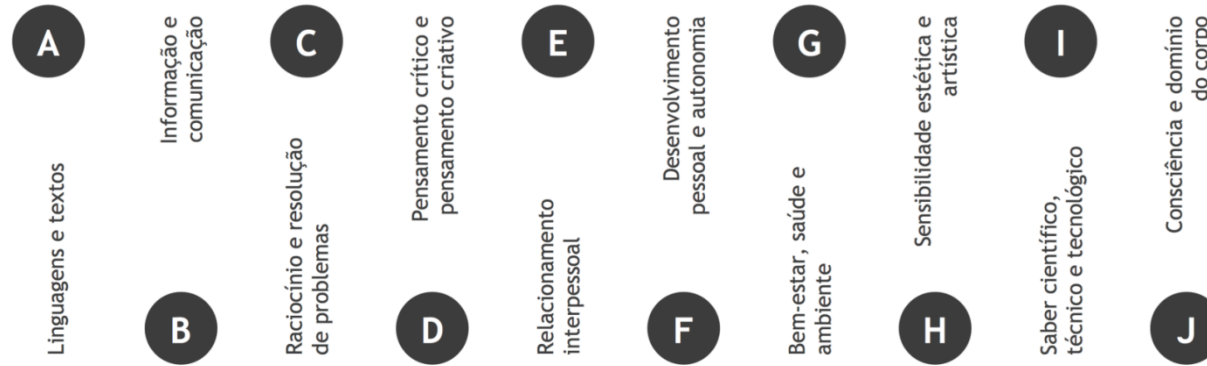 A
Linguagens e textos
B
Informação e
comunicação
C
Raciocínio e resolução
de problemas
D
Pensamento crítico e
pensamento criativo
E
Relacionamento
interpessoal
F
Desenvolvimento
pessoal e autonomia
G
Bem-estar, saúde e
ambiente
H
Sensibilidade estética e
artística
I
Saber científico,
técnico e tecnológico
J
Consciência e domínio
do corpo